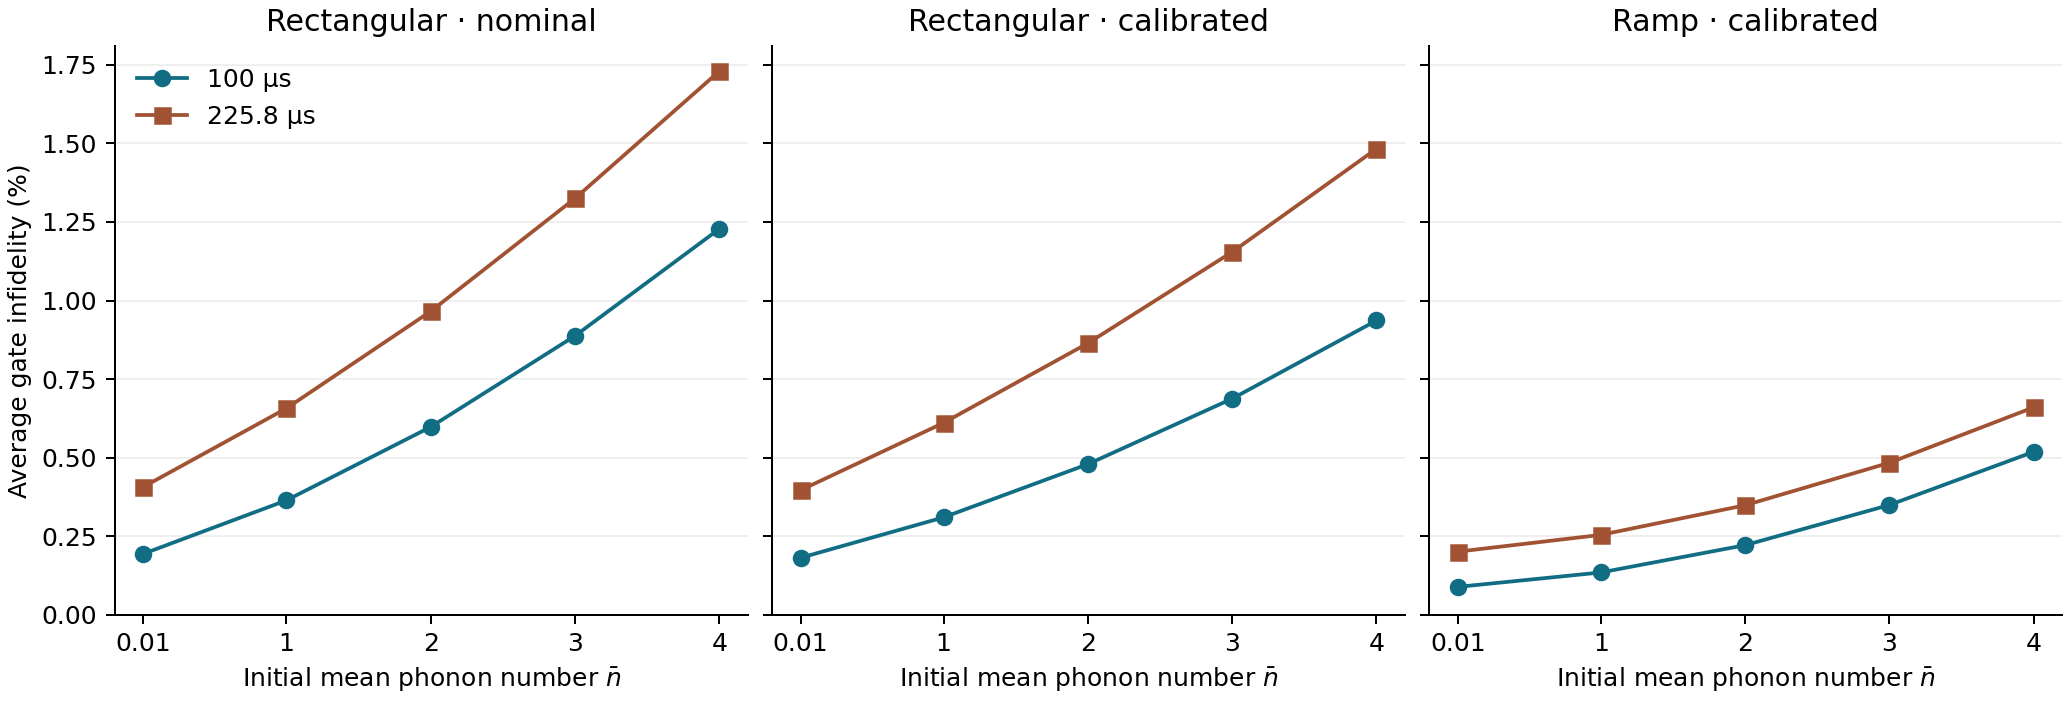 Rectangular · nominal
Rectangular · calibrated
Ramp · calibrated
Average gate infidelity (%)
1.75
1.50
1.25
1.00
0.75
0.50
0.25
0.00
100 µs
225.8 µs
0.01 1 2 3 4
0.01 1 2 3 4
0.01 1 2 3 4
Initial mean phonon number n̄
Initial mean phonon number n̄
Initial mean phonon number n̄